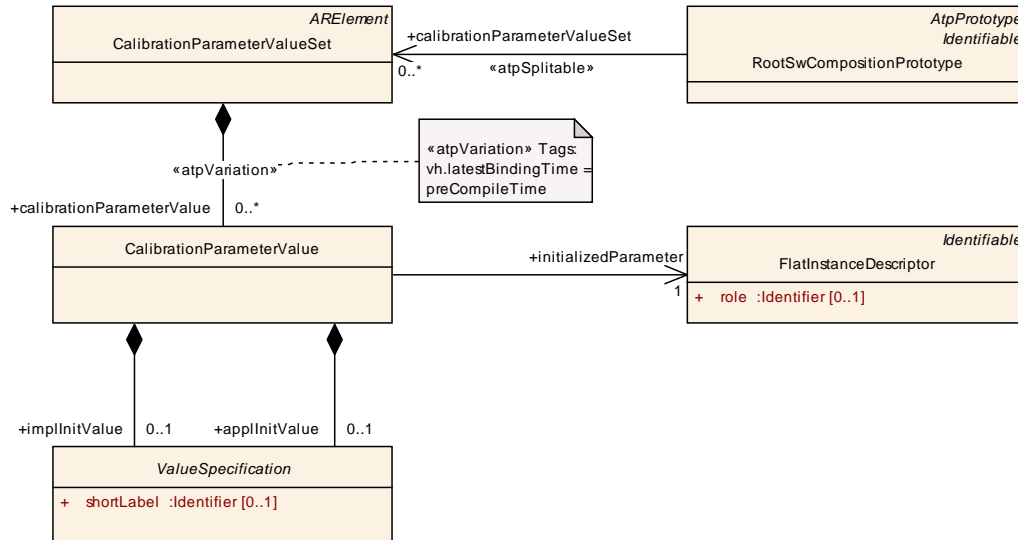 ARElement
CalibrationParameterValueSet
+calibrationParameterValueSet
0..*
«atpSplitable»
AtpPrototype
Identifiable
RootSwCompositionPrototype
«atpVariation»
«atpVariation» Tags:
vh.latestBindingTime =
preCompileTime
+calibrationParameterValue
0..*
CalibrationParameterValue
+initializedParameter
1
Identifiable
FlatInstanceDescriptor
+ role :Identifier [0..1]
+implInitValue
0..1
+applInitValue
0..1
ValueSpecification
+ shortLabel :Identifier [0..1]